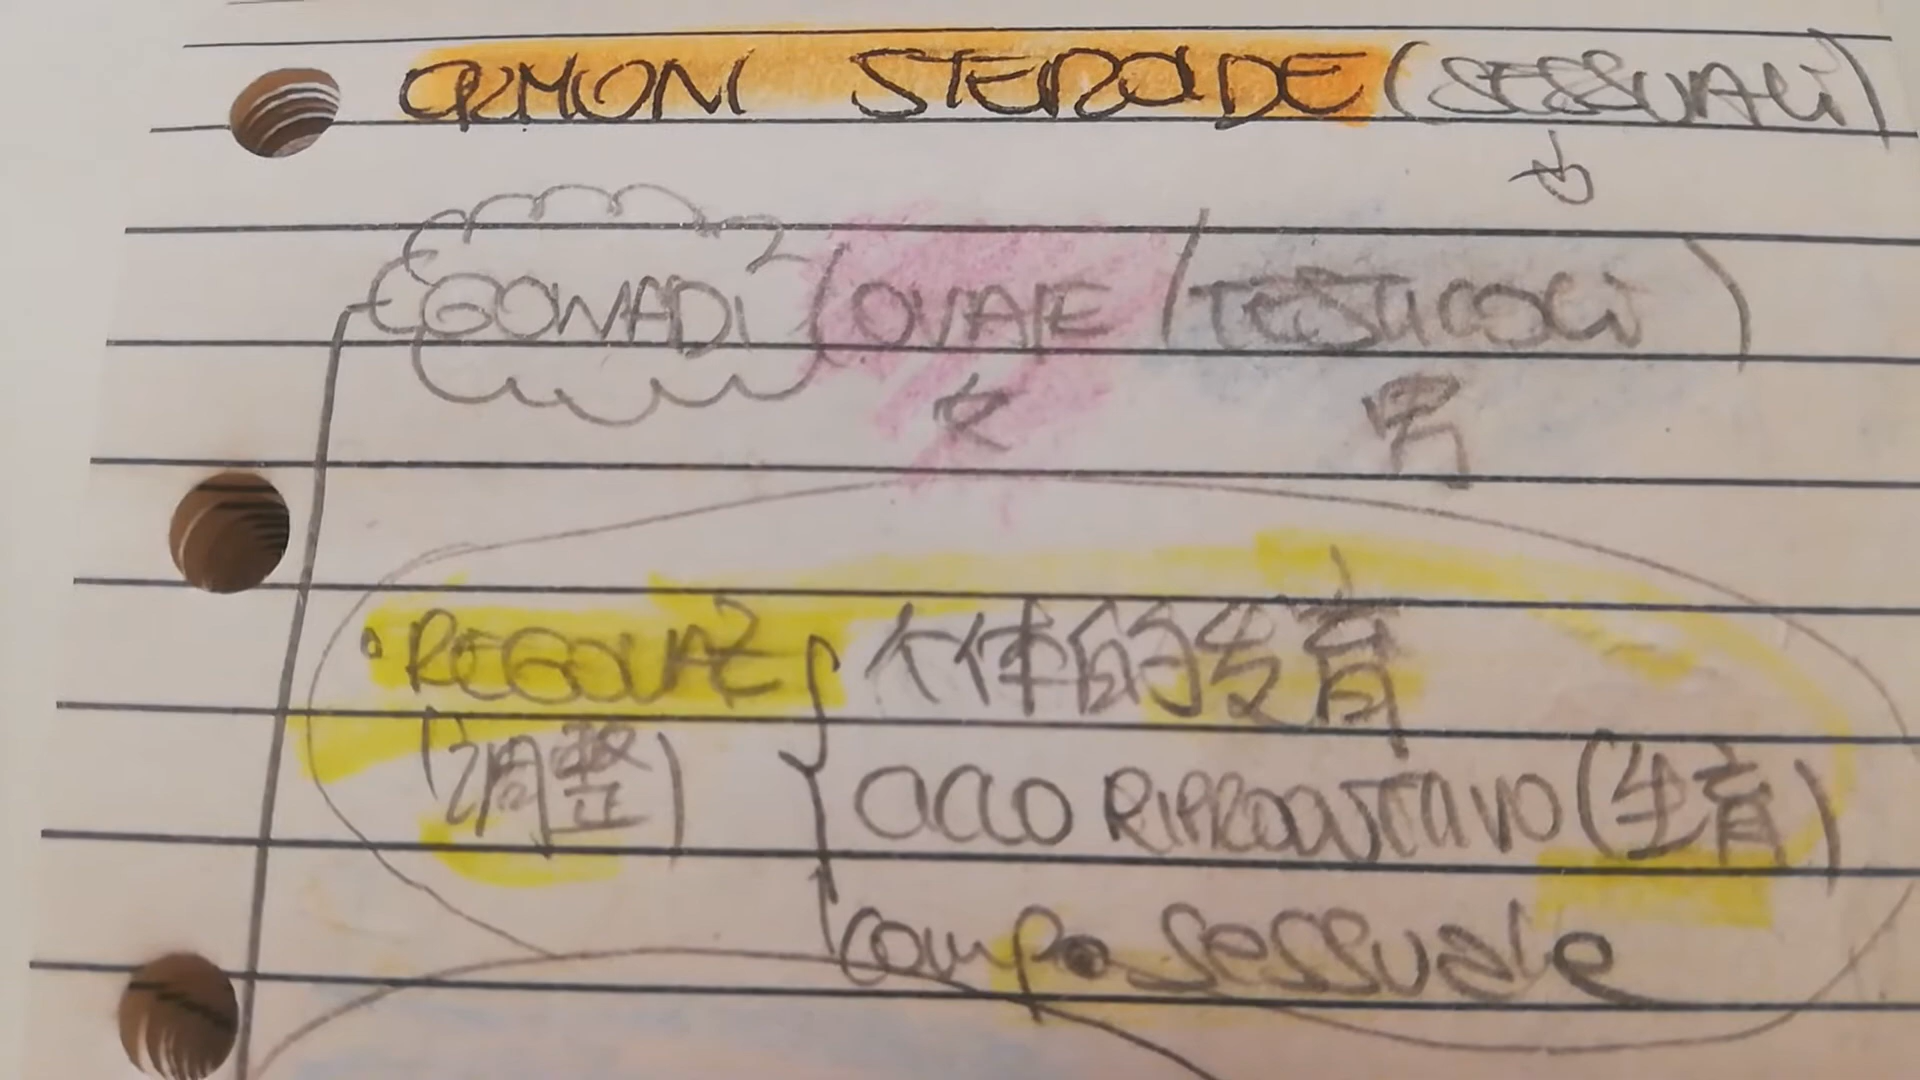 ORMONI STEROIDE (SESSUALI)
GONADI (OVAIE / TESTICOLI)
女 男
• REGOLAZ 个体的发育
(调整) CICLO RIPRODUTTIVO (生育)
comp. sessuale